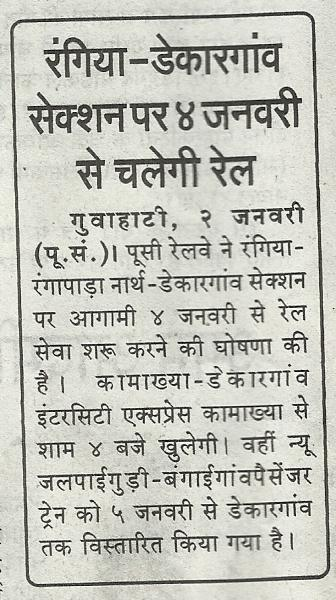 रंगिया-डेकारगांव
सेक्शन पर ४ जनवरी
से चलेगी रेल
गुवाहाटी, २ जनवरी
(पू.सं.)। पूसी रेलवे ने रंगिया-
रंगापाड़ा नार्थ-डेकारगांव सेक्शन
पर आगामी ४ जनवरी से रेल
सेवा शरू करने की घोषणा की
है। कामाख्या-डेकारगांव
इंटरसिटी एक्सप्रेस कामाख्या से
शाम ४ बजे खुलेगी। वहीं न्यू
जलपाईगुड़ी-बंगाईगांवपैसेंजर
ट्रेन को ५ जनवरी से डेकारगांव
तक विस्तारित किया गया है।